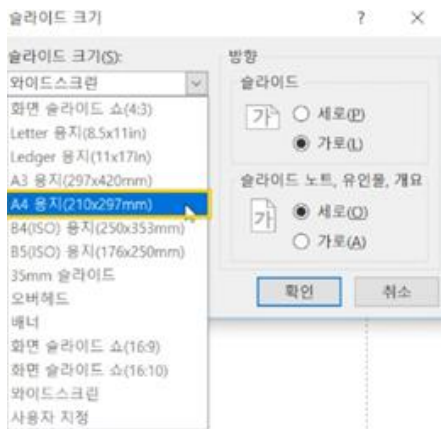 슬라이드 크기
? ×
슬라이드 크기(S):
와이드스크린
화면 슬라이드 쇼(4:3)
Letter 용지(8.5x11in)
Ledger 용지(11x17in)
A3 용지(297x420mm)
A4 용지(210x297mm)
B4(ISO) 용지(250x353mm)
B5(ISO) 용지(176x250mm)
35mm 슬라이드
오버헤드
배너
화면 슬라이드 쇼(16:9)
화면 슬라이드 쇼(16:10)
와이드스크린
사용자 지정
방향
슬라이드
가
세로(P)
가로(L)
슬라이드 노트, 유인물, 개요
가
세로(O)
가로(A)
확인
취소